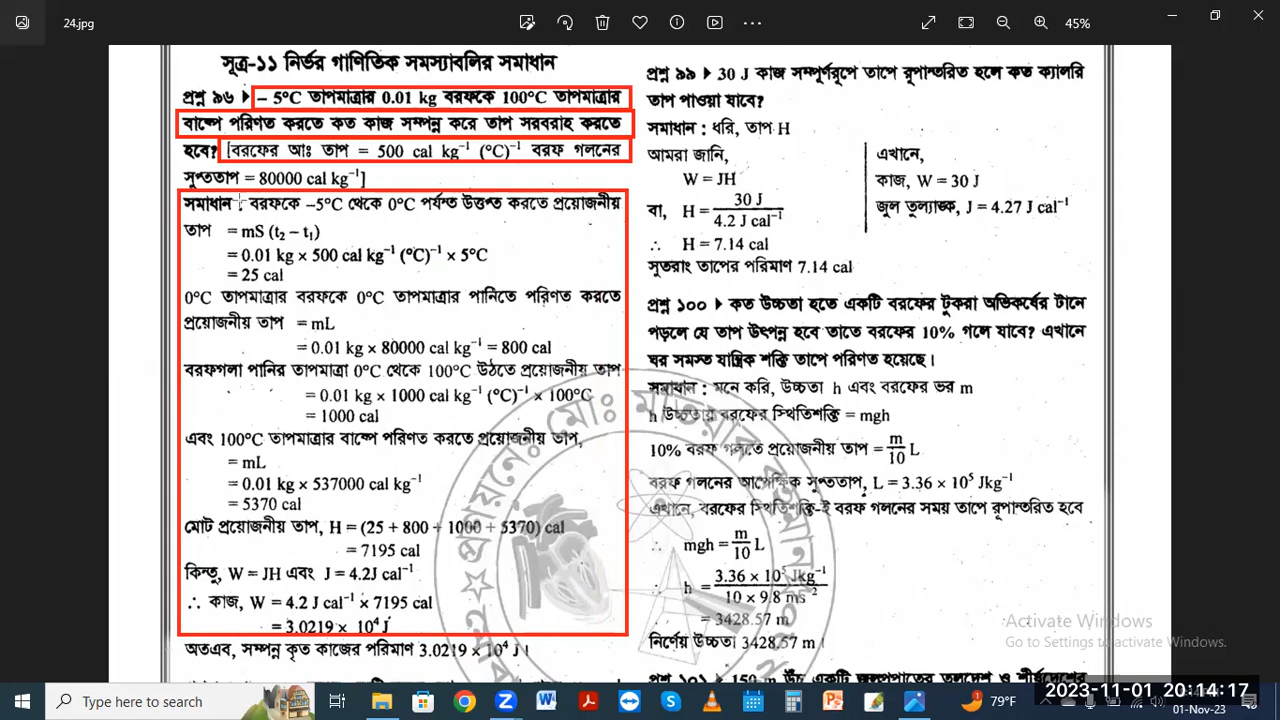 24.jpg
45%
সূত্র-১১ নির্ভর গাণিতিক সমস্যাবলির সমাধান
প্রশ্ন ৯৬ ▶ – 5°C তাপমাত্রার 0.01 kg বরফকে 100°C তাপমাত্রার
বাষ্পে পরিণত করতে কত কাজ সম্পন্ন করে তাপ সরবরাহ করতে
হবে? [বরফের আঃ তাপ = 500 cal kg⁻¹ (°C)⁻¹ বরফ গলনের
সুপ্ততাপ = 80000 cal kg⁻¹]
সমাধান : বরফকে –5°C থেকে 0°C পর্যন্ত উত্তপ্ত করতে প্রয়োজনীয়
তাপ = mS (t₂ – t₁)
= 0.01 kg × 500 cal kg⁻¹ (°C)⁻¹ × 5°C
= 25 cal
0°C তাপমাত্রার বরফকে 0°C তাপমাত্রার পানিতে পরিণত করতে
প্রয়োজনীয় তাপ = mL
= 0.01 kg × 80000 cal kg⁻¹ = 800 cal
বরফগলা পানির তাপমাত্রা 0°C থেকে 100°C উঠতে প্রয়োজনীয় তাপ
= 0.01 kg × 1000 cal kg⁻¹ (°C)⁻¹ × 100°C
= 1000 cal
এবং 100°C তাপমাত্রার বাষ্পে পরিণত করতে প্রয়োজনীয় তাপ,
= mL
= 0.01 kg × 537000 cal kg⁻¹
= 5370 cal
মোট প্রয়োজনীয় তাপ, H = (25 + 800 + 1000 + 5370) cal
= 7195 cal
কিন্তু, W = JH এবং J = 4.2J cal⁻¹
∴ কাজ, W = 4.2 J cal⁻¹ × 7195 cal
= 3.0219 × 10⁴ J
অতএব, সম্পন্ন কৃত কাজের পরিমাণ 3.0219 × 10⁴ J।
প্রশ্ন ৯৯ ▶ 30 J কাজ সম্পূর্ণরূপে তাপে রূপান্তরিত হলে কত ক্যালরি
তাপ পাওয়া যাবে?
সমাধান : ধরি, তাপ H
আমরা জানি,
W = JH
বা, H = 30 J / 4.2 J cal⁻¹
∴ H = 7.14 cal
এখানে,
কাজ, W = 30 J
জুল তুল্যাঙ্ক, J = 4.27 J cal⁻¹
সুতরাং তাপের পরিমাণ 7.14 cal
প্রশ্ন ১০০ ▶ কত উচ্চতা হতে একটি বরফের টুকরা অভিকর্ষের টানে
পড়লে যে তাপ উৎপন্ন হবে তাতে বরফের 10% গলে যাবে? এখানে
ঘর সমস্ত যান্ত্রিক শক্তি তাপে পরিণত হয়েছে।
সমাধান : মনে করি, উচ্চতা h এবং বরফের ভর m
h উচ্চতায় বরফের স্থিতিশক্তি = mgh
10% বরফ গলতে প্রয়োজনীয় তাপ = m/10 L
বরফ গলনের আপেক্ষিক সুপ্ততাপ, L = 3.36 × 10⁵ Jkg⁻¹
এখানে, বরফের স্থিতিশক্তি-ই বরফ গলনের সময় তাপে রূপান্তরিত হবে
∴ mgh = m/10 L
∴ h = 3.36 × 10⁵ Jkg⁻¹ / 10 × 9.8 ms⁻²
= 3428.57 m
নির্ণেয় উচ্চতা 3428.57 m।
প্রশ্ন ১০১ ▶ 150 m উঁচু একটি জলপ্রপাতের তলদেশ ও শীর্ষদেশের
Activate Windows
Go to Settings to activate Windows.
Type here to search
79°F
2023-11-01 20:14:17
01-Nov-23